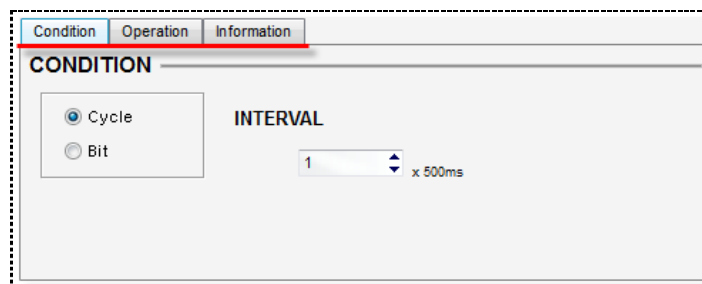 Condition Operation Information
CONDITION
Cycle
INTERVAL
Bit
1 x 500ms